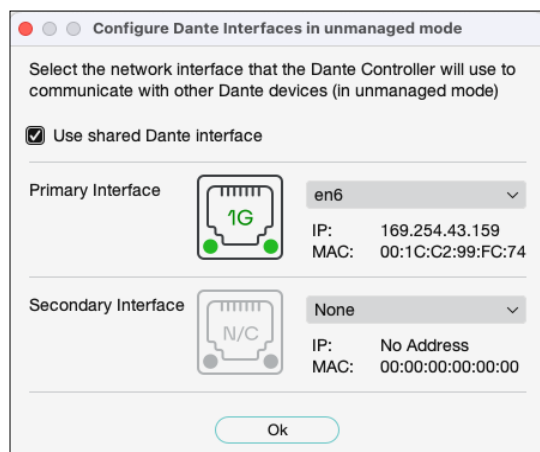 Configure Dante Interfaces in unmanaged mode
Select the network interface that the Dante Controller will use to
communicate with other Dante devices (in unmanaged mode)
Use shared Dante interface
Primary Interface
1G
en6
IP: 169.254.43.159
MAC: 00:1C:C2:99:FC:74
Secondary Interface
N/C
None
IP: No Address
MAC: 00:00:00:00:00:00
Ok